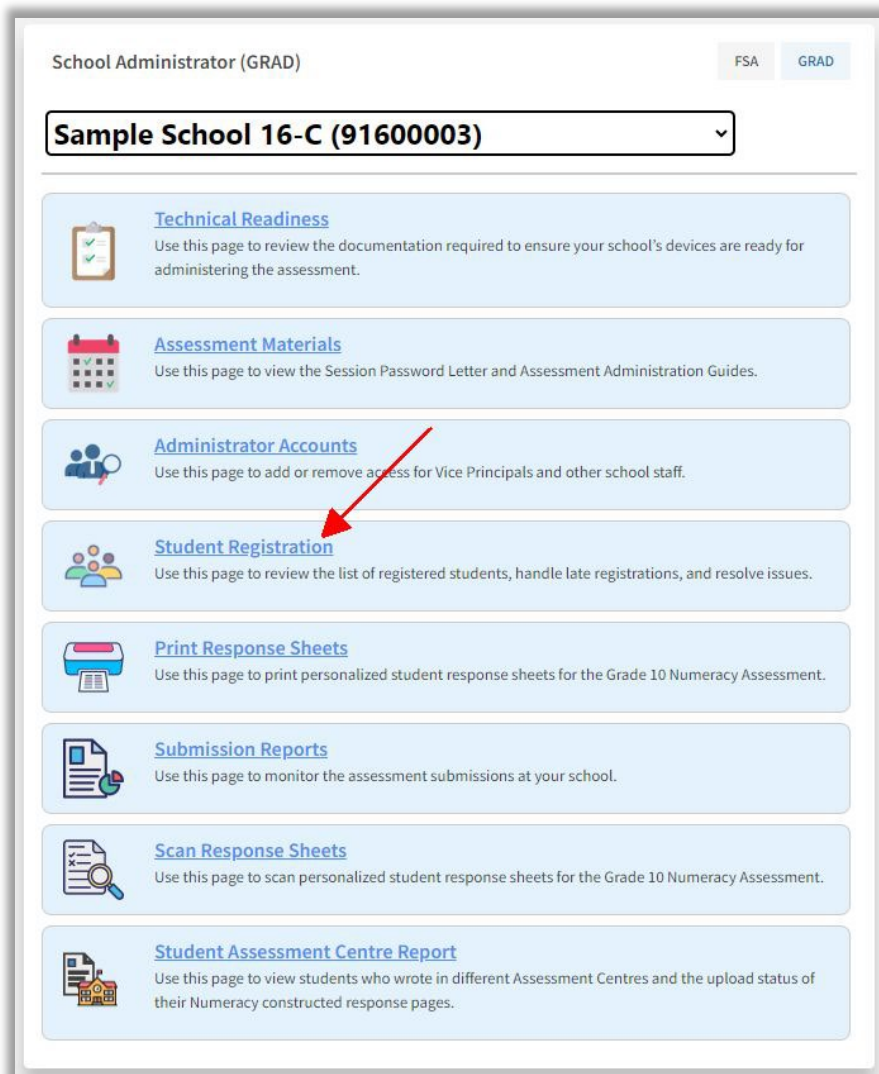 School Administrator (GRAD)
FSA
GRAD
Sample School 16-C (91600003)
Technical Readiness
Use this page to review the documentation required to ensure your school's devices are ready for
administering the assessment.
Assessment Materials
Use this page to view the Session Password Letter and Assessment Administration Guides.
Administrator Accounts
Use this page to add or remove access for Vice Principals and other school staff.
Student Registration
Use this page to review the list of registered students, handle late registrations, and resolve issues.
Print Response Sheets
Use this page to print personalized student response sheets for the Grade 10 Numeracy Assessment.
Submission Reports
Use this page to monitor the assessment submissions at your school.
Scan Response Sheets
Use this page to scan personalized student response sheets for the Grade 10 Numeracy Assessment.
Student Assessment Centre Report
Use this page to view students who wrote in different Assessment Centres and the upload status of
their Numeracy constructed response pages.